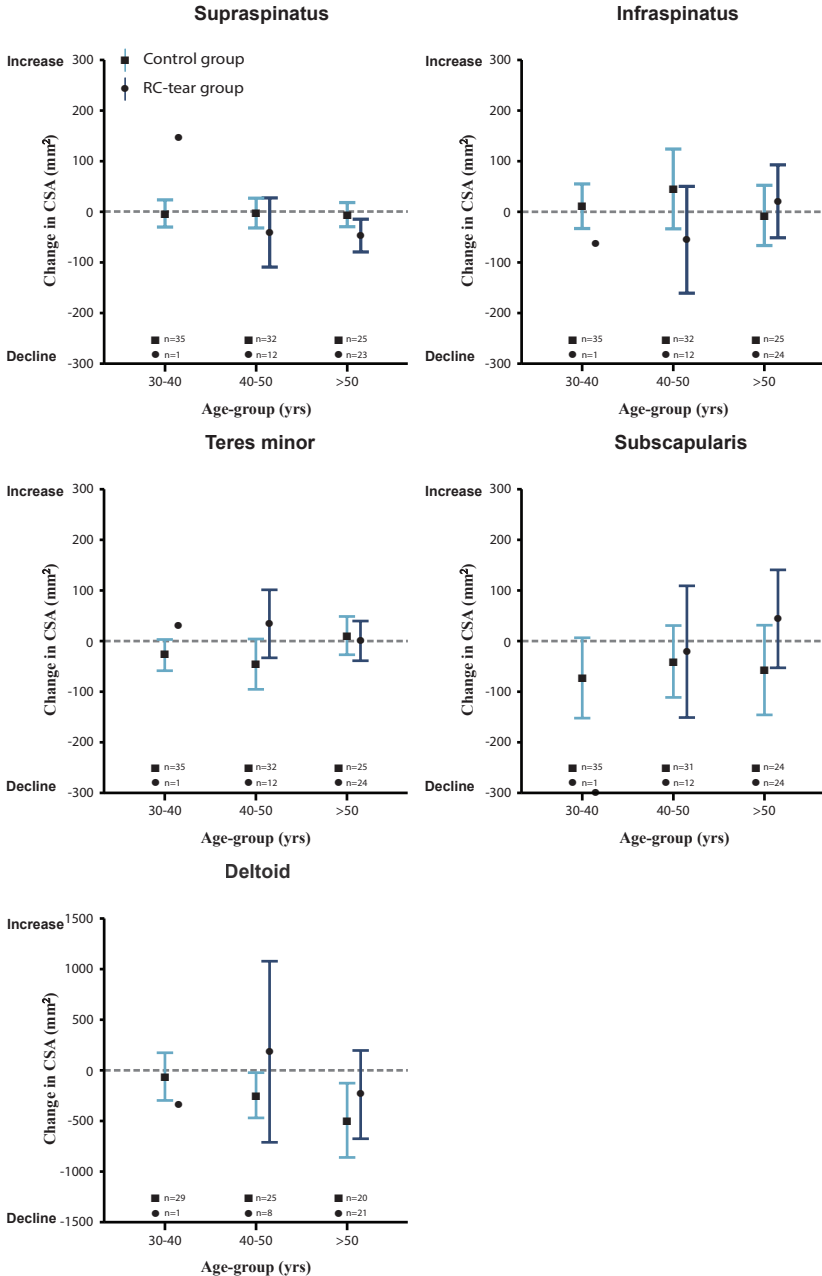 Supraspinatus
Increase
300
200
100
0
-100
-200
-300
Decline
Change in CSA (mm²)
Control group
RC-tear group
n=35
n=32
n=25
n=1
n=12
n=23
30-40
40-50
>50
Age-group (yrs)
Infraspinatus
Increase
300
200
100
0
-100
-200
-300
Decline
Change in CSA (mm²)
n=35
n=32
n=25
n=1
n=12
n=24
30-40
40-50
>50
Age-group (yrs)
Teres minor
Increase
300
200
100
0
-100
-200
-300
Decline
Change in CSA (mm²)
n=35
n=32
n=25
n=1
n=12
n=24
30-40
40-50
>50
Age-group (yrs)
Subscapularis
Increase
300
200
100
0
-100
-200
-300
Decline
Change in CSA (mm²)
n=35
n=31
n=24
n=1
n=12
n=24
30-40
40-50
>50
Age-group (yrs)
Deltoid
Increase
1500
1000
500
0
-500
-1000
-1500
Decline
Change in CSA (mm²)
n=29
n=25
n=20
n=1
n=8
n=21
30-40
40-50
>50
Age-group (yrs)